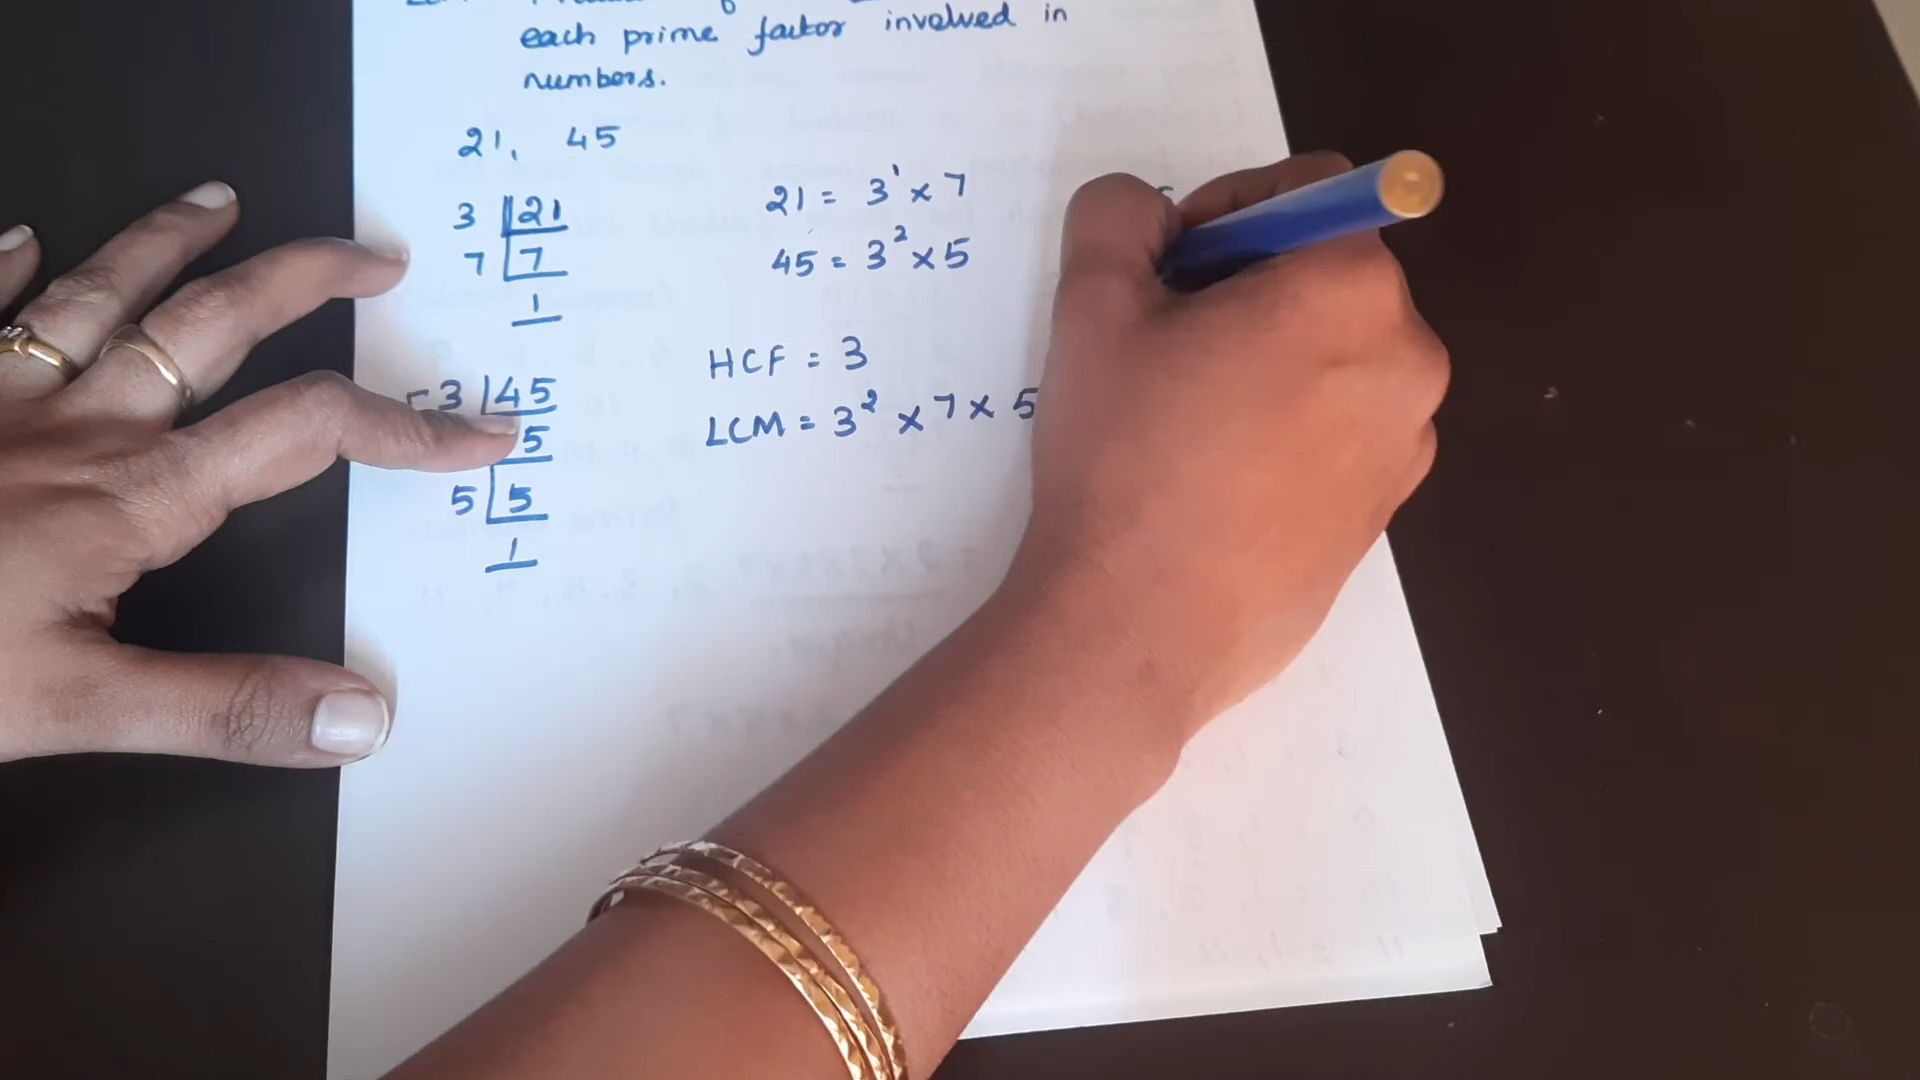 each prime factor involved in
numbers.
21, 45
3 21
7 7
1
21 = 3¹ × 7
45 = 3² × 5
3 45
5
5 5
1
HCF = 3
LCM = 3² × 7 × 5